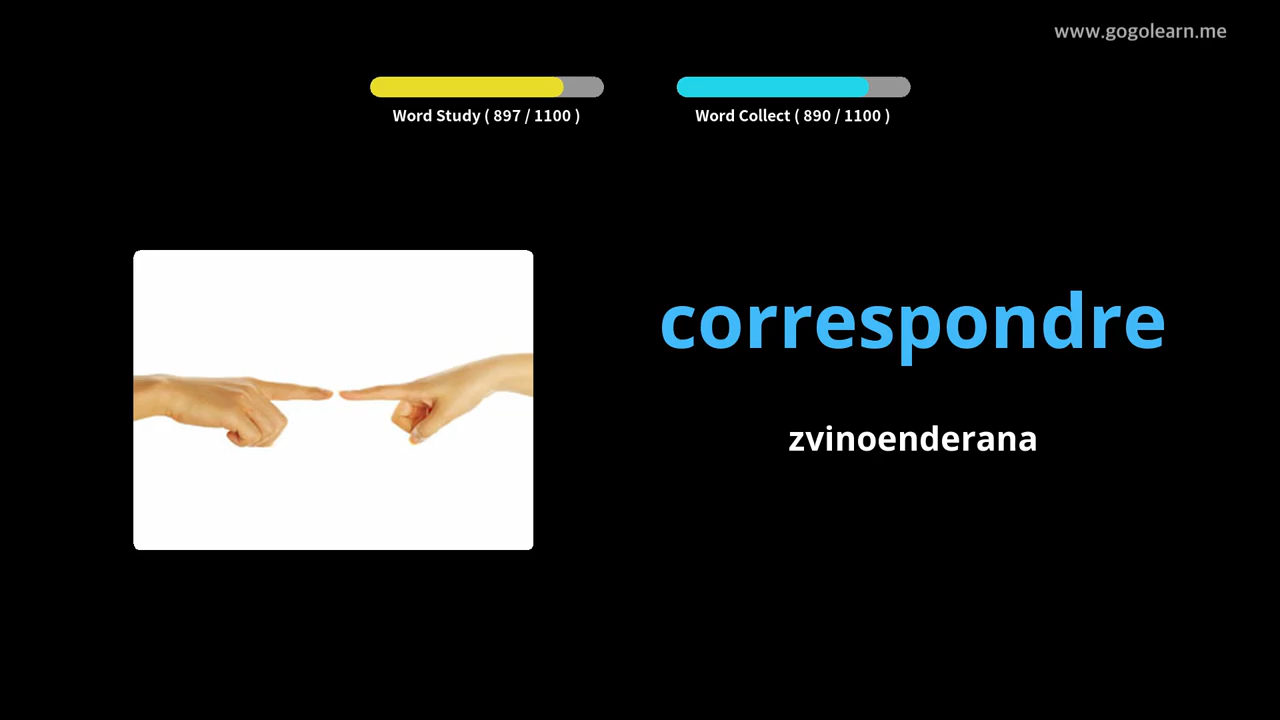 www.gogolearn.me
Word Study ( 897 / 1100 )
Word Collect ( 890 / 1100 )
correspondre
zvinoenderana